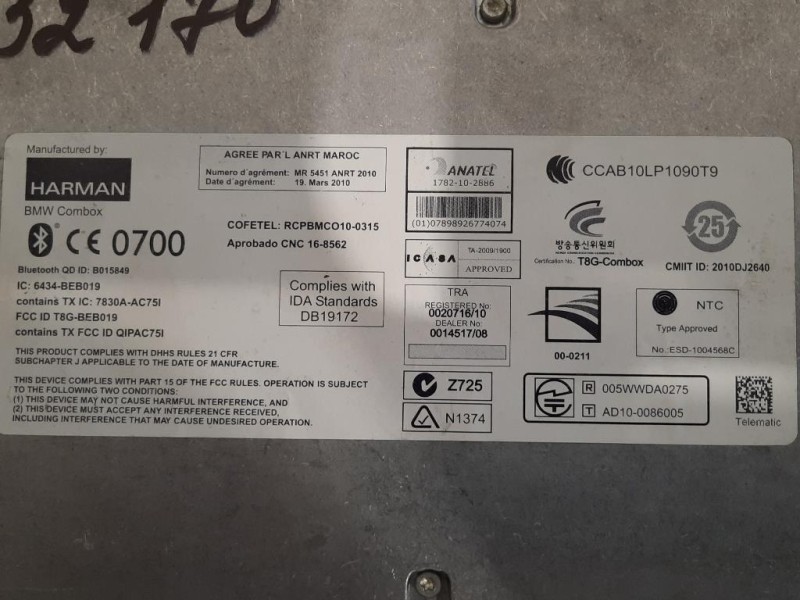 32 170
Manufactured by:
HARMAN
BMW Combox
CE 0700
Bluetooth QD ID: B015849
IC: 6434-BEB019
contains TX IC: 7830A-AC75I
FCC ID T8G-BEB019
contains TX FCC ID QIPAC75I
THIS PRODUCT COMPLIES WITH DHHS RULES 21 CFR
SUBCHAPTER J APPLICABLE TO THE DATE OF MANUFACTURE.
THIS DEVICE COMPLIES WITH PART 15 OF THE FCC RULES. OPERATION IS SUBJECT
TO THE FOLLOWING TWO CONDITIONS:
(1) THIS DEVICE MAY NOT CAUSE HARMFUL INTERFERENCE, AND
(2) THIS DEVICE MUST ACCEPT ANY INTERFERENCE RECEIVED,
INCLUDING INTERFERENCE THAT MAY CAUSE UNDESIRED OPERATION.
AGREE PAR'L ANRT MAROC
Numero d'agrément: MR 5451 ANRT 2010
Date d'agrément: 19. Mars 2010
COFETEL: RCPBMCO10-0315
Aprobado CNC 16-8562
Complies with
IDA Standards
DB19172
ANATEL
1782-10-2886
(01)07898926774074
ICASA
TA-2009/1900
APPROVED
TRA
REGISTERED No:
0020716/10
DEALER No:
0014517/08
Z725
N1374
CCAB10LP1090T9
방송통신위원회
Certification No.: T8G-Combox
25
CMIIT ID: 2010DJ2640
00-0211
NTC
Type Approved
No.: ESD-1004568C
R 005WWDA0275
T AD10-0086005
Telematic